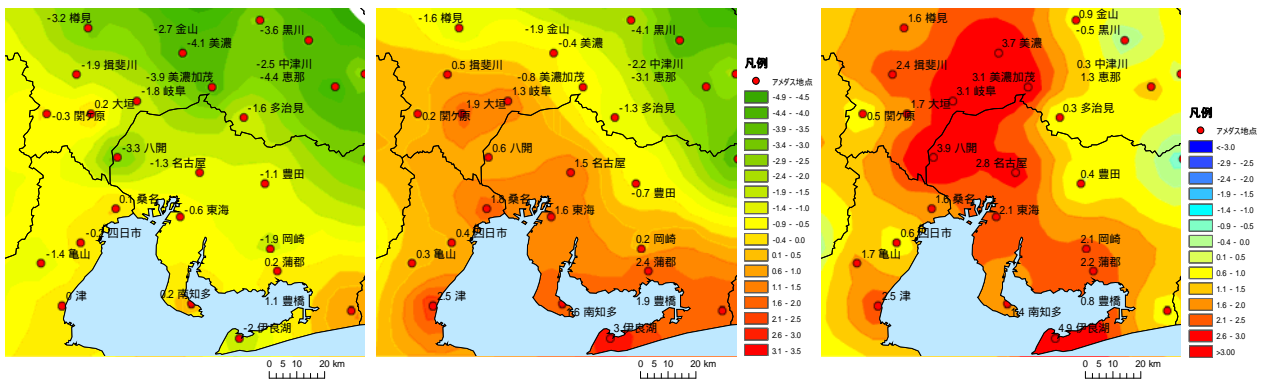 -3.2 樽見
-2.7 金山
-3.6 黒川
-4.1 美濃
-2.5 中津川
-1.9 揖斐川
-3.9 美濃加茂
-4.4 恵那
-1.8 岐阜
0.2 大垣
-1.6 多治見
-0.3 関ケ原
-3.3 八開
-1.3 名古屋
-1.1 豊田
0.1 桑名
-0.6 東海
-0.2 四日市
-1.9 岡崎
-1.4 亀山
0.2 蒲郡
0.2 南知多
0 津
1.1 豊橋
-2 伊良湖
0 5 10 20 km
-1.6 樽見
-1.9 金山
-4.1 黒川
-0.4 美濃
-2.2 中津川
0.5 揖斐川
-0.8 美濃加茂
-3.1 恵那
1.3 岐阜
1.9 大垣
-1.3 多治見
0.2 関ケ原
0.6 八開
1.5 名古屋
-0.7 豊田
1.8 桑名
1.6 東海
0.4 四日市
0.2 岡崎
0.3 亀山
2.4 蒲郡
2.5 津
南知多
1.9 豊橋
伊良湖
0 5 10 20 km
凡例
アメダス地点
-4.9 - -4.5
-4.4 - -4.0
-3.9 - -3.5
-3.4 - -3.0
-2.9 - -2.5
-2.4 - -2.0
-1.9 - -1.5
-1.4 - -1.0
-0.9 - -0.5
-0.4 - 0.0
0.1 - 0.5
0.6 - 1.0
1.1 - 1.5
1.6 - 2.0
2.1 - 2.5
2.6 - 3.0
3.1 - 3.5
1.6 樽見
0.9 金山
-0.5 黒川
3.7 美濃
0.3 中津川
2.4 揖斐川
3.1 美濃加茂
1.3 恵那
3.1 岐阜
1.7 大垣
0.3 多治見
0.5 関ケ原
3.9 八開
2.8 名古屋
0.4 豊田
1.8 桑名
2.1 東海
0.6 四日市
2.1 岡崎
1.7 亀山
2.2 蒲郡
2.5 津
1.4 南知多
0.8 豊橋
4.9 伊良湖
0 5 10 20 km
凡例
アメダス地点
<-3.0
-2.9 - -2.5
-2.4 - -2.0
-1.9 - -1.5
-1.4 - -1.0
-0.9 - -0.5
-0.4 - 0.0
0.1 - 0.5
0.6 - 1.0
1.1 - 1.5
1.6 - 2.0
2.1 - 2.5
2.6 - 3.0
>3.00